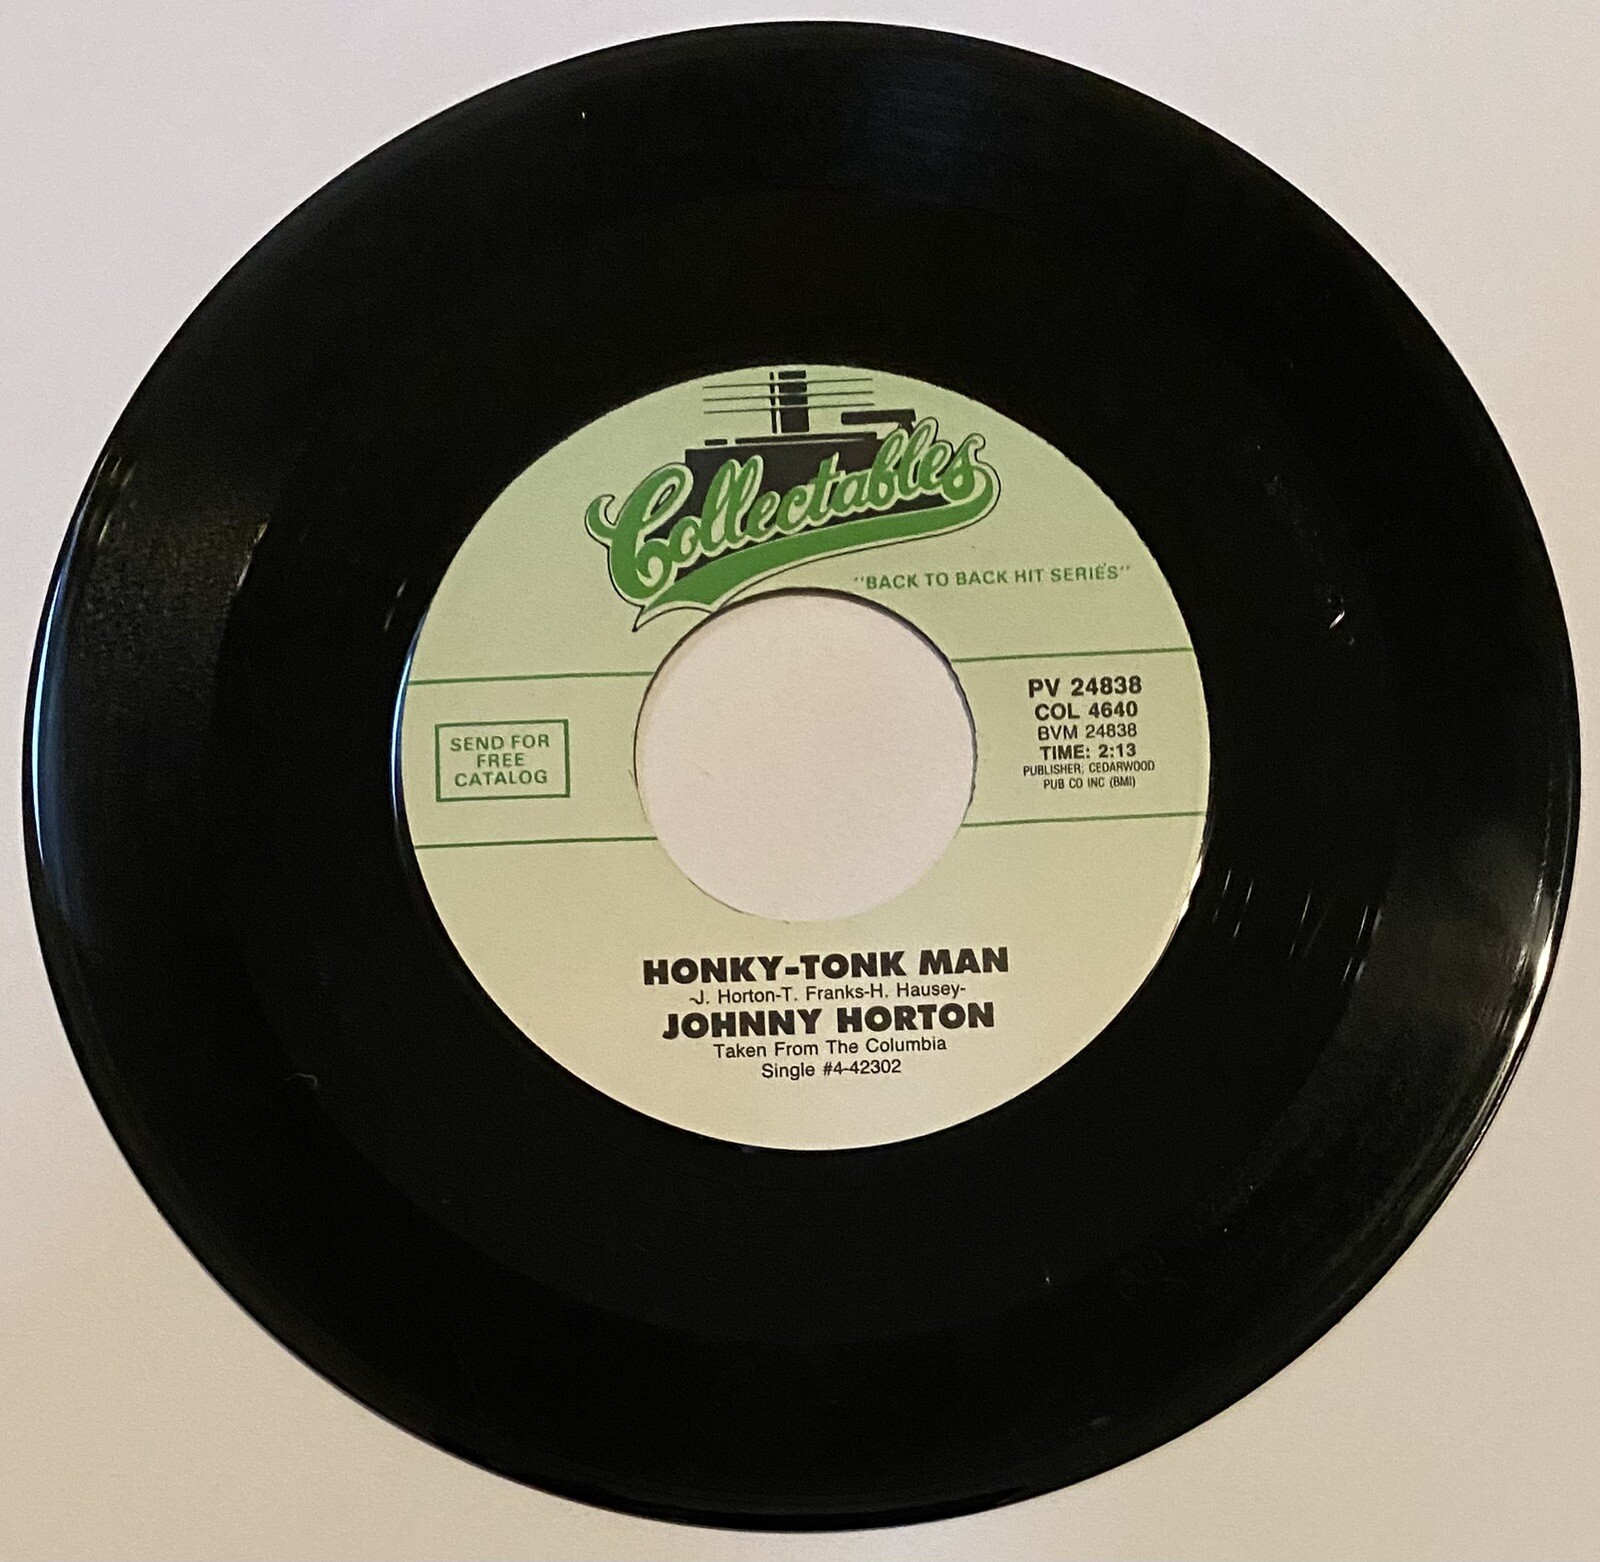 Collectables
"BACK TO BACK HIT SERIES"
SEND FOR
FREE
CATALOG
PV 24838
COL 4640
BVM 24838
TIME: 2:13
PUBLISHER: CEDARWOOD
PUB CO INC (BMI)
HONKY-TONK MAN
-J. Horton-T. Franks-H. Hausey-
JOHNNY HORTON
Taken From The Columbia
Single #4-42302